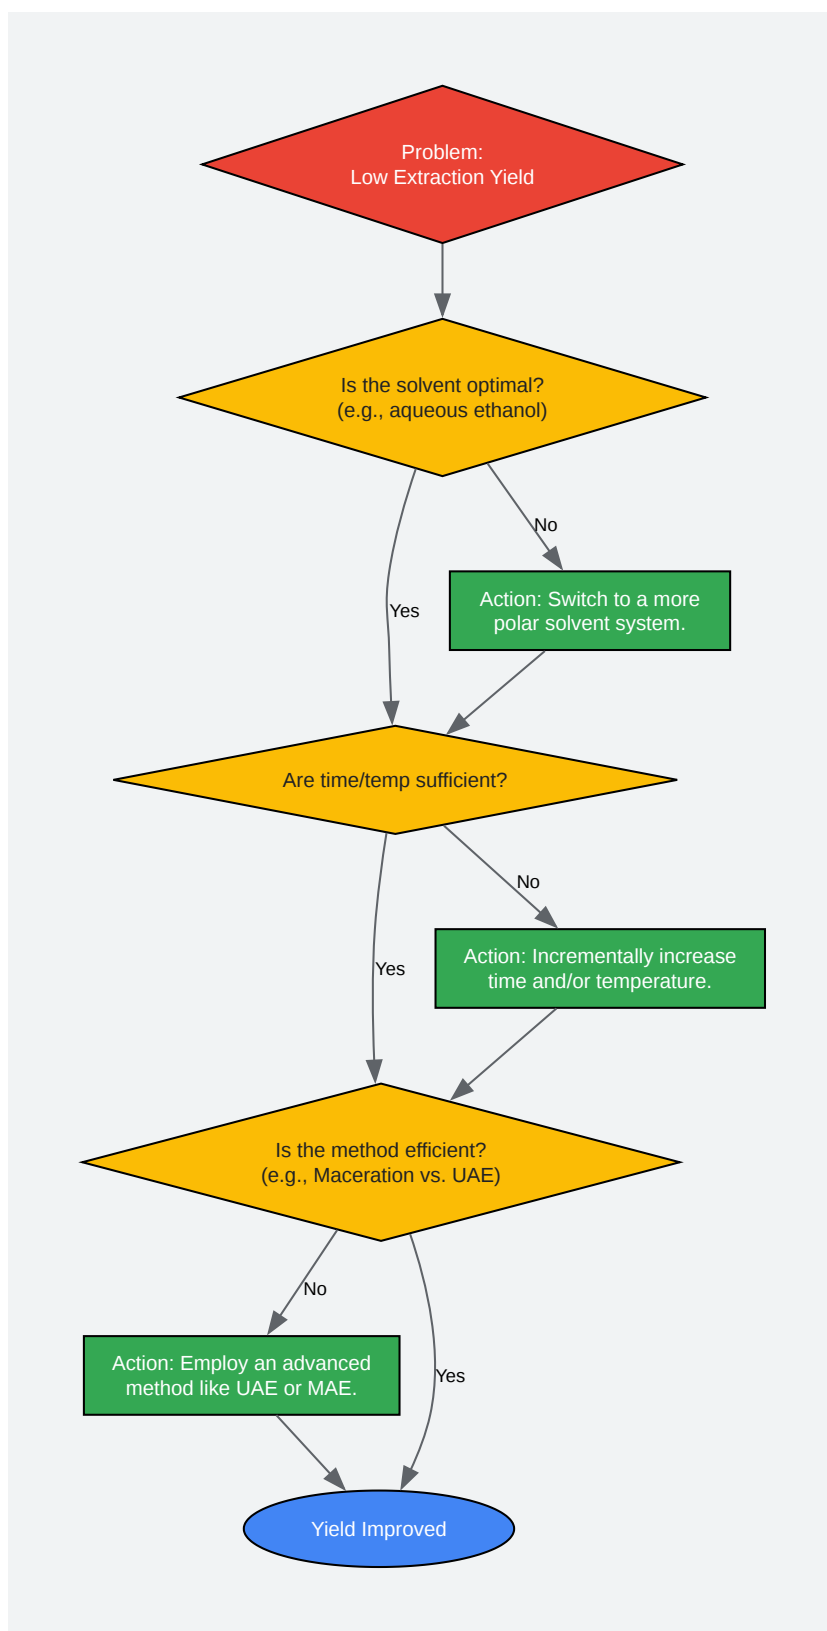 Problem:
Low Extraction Yield
Is the solvent optimal?
(e.g., aqueous ethanol)
No
Action: Switch to a more
polar solvent system.
Yes
Are time/temp sufficient?
No
Action: Incrementally increase
time and/or temperature.
Yes
Is the method efficient?
(e.g., Maceration vs. UAE)
No
Action: Employ an advanced
method like UAE or MAE.
Yes
Yield Improved